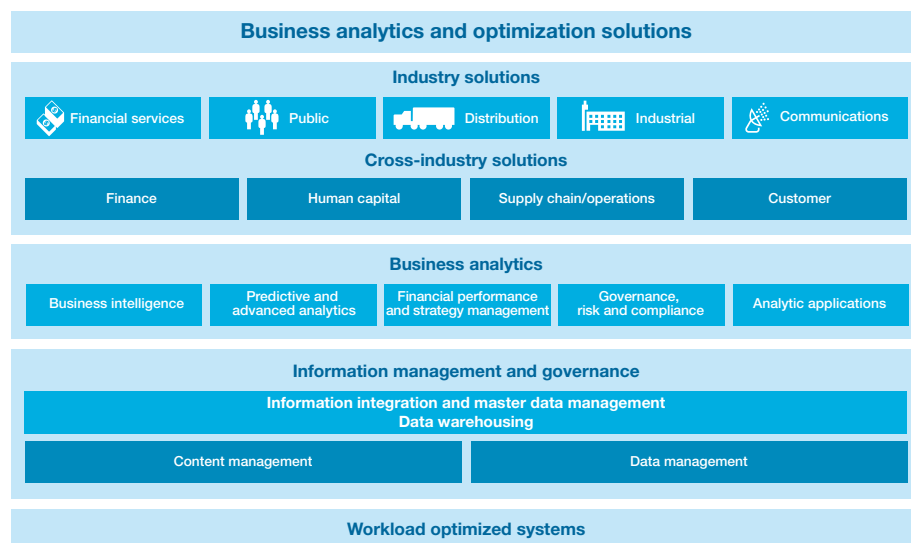 Business analytics and optimization solutions
Industry solutions
Financial services
Public
Distribution
Industrial
Communications
Cross-industry solutions
Finance
Human capital
Supply chain/operations
Customer
Business analytics
Business intelligence
Predictive and
advanced analytics
Financial performance
and strategy management
Governance,
risk and compliance
Analytic applications
Information management and governance
Information integration and master data management
Data warehousing
Content management
Data management
Workload optimized systems